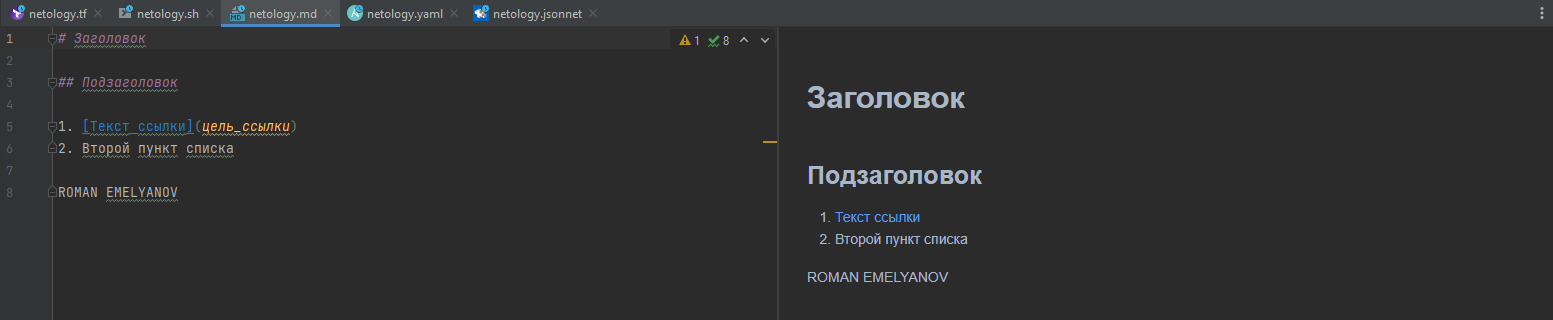 netology.tf netology.sh netology.md netology.yaml netology.jsonnet
1 # Заголовок
1 8
2
3 ## Подзаголовок
4
5 1. [Текст ссылки](цель_ссылки)
6 2. Второй пункт списка
7
8 ROMAN EMELYANOV
Заголовок
Подзаголовок
1. Текст ссылки
2. Второй пункт списка
ROMAN EMELYANOV